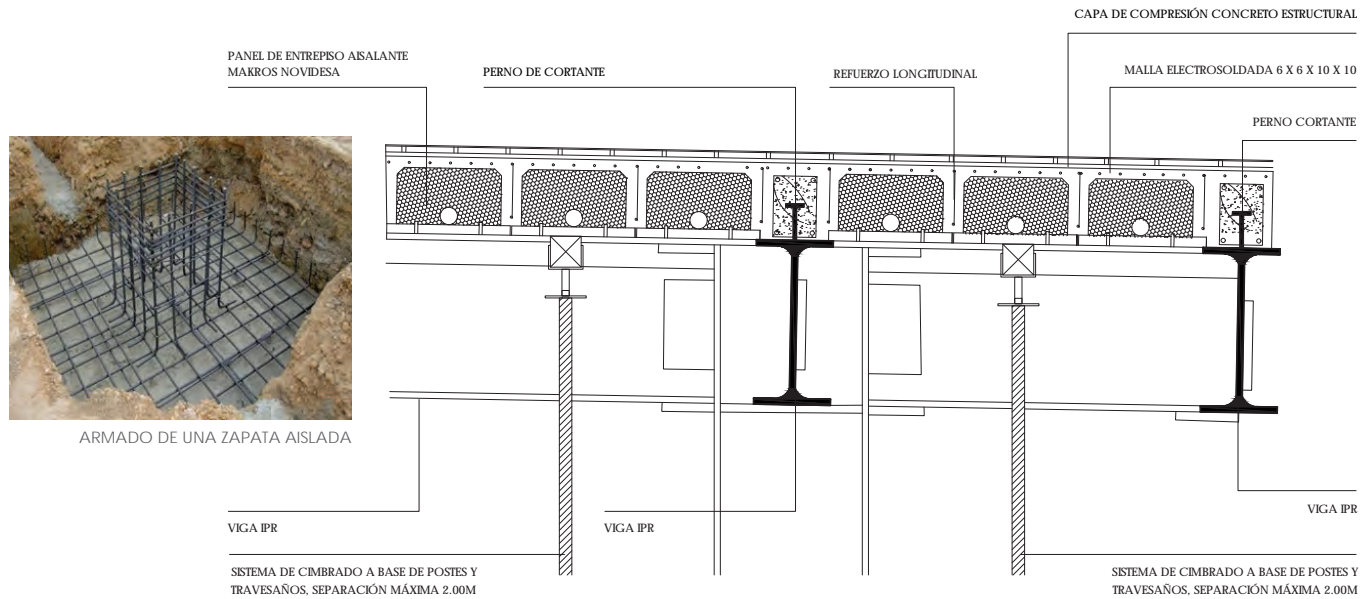 CAPA DE COMPRESIÓN CONCRETO ESTRUCTURAL
PANEL DE ENTREPISO AISALANTE
MAKROS NOVIDESA
PERNO DE CORTANTE
REFUERZO LONGITUDINAL
MALLA ELECTROSOLDADA 6 X 6 X 10 X 10
PERNO CORTANTE
ARMADO DE UNA ZAPATA AISLADA
VIGA IPR
VIGA IPR
VIGA IPR
SISTEMA DE CIMBRADO A BASE DE POSTES Y
TRAVESAÑOS, SEPARACIÓN MÁXIMA 2.00M
SISTEMA DE CIMBRADO A BASE DE POSTES Y
TRAVESAÑOS, SEPARACIÓN MÁXIMA 2.00M